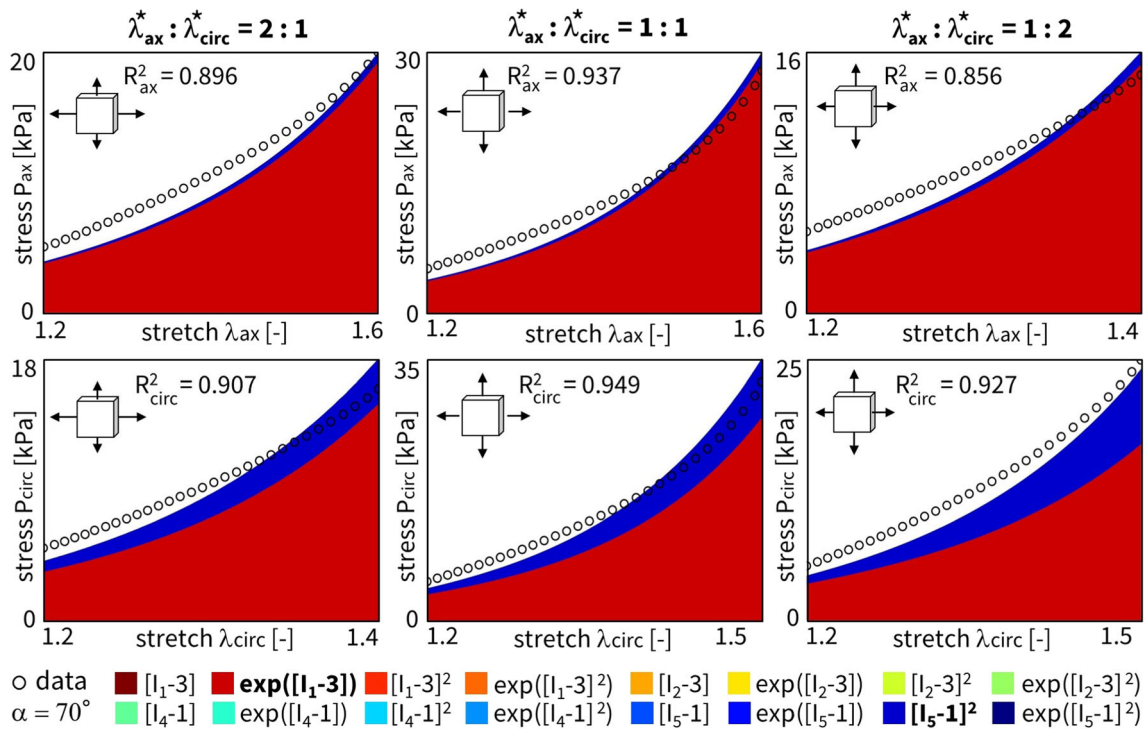 λ*ax : λ*circ = 2 : 1
λ*ax : λ*circ = 1 : 1
λ*ax : λ*circ = 1 : 2
20
R²ax = 0.896
stress Pax [kPa]
0
1.2 stretch λax [-] 1.6
30
R²ax = 0.937
stress Pax [kPa]
0
1.2 stretch λax [-] 1.6
16
R²ax = 0.856
stress Pax [kPa]
0
1.2 stretch λax [-] 1.4
18
R²circ = 0.907
stress Pcirc [kPa]
0
1.2 stretch λcirc [-] 1.4
35
R²circ = 0.949
stress Pcirc [kPa]
0
1.2 stretch λcirc [-] 1.5
25
R²circ = 0.927
stress Pcirc [kPa]
0
1.2 stretch λcirc [-] 1.5
data [I₁-3] exp([I₁-3]) [I₁-3]² exp([I₁-3]²) [I₂-3] exp([I₂-3]) [I₂-3]² exp([I₂-3]²)
α = 70° [I₄-1] exp([I₄-1]) [I₄-1]² exp([I₄-1]²) [I₅-1] exp([I₅-1]) [I₅-1]² exp([I₅-1]²)